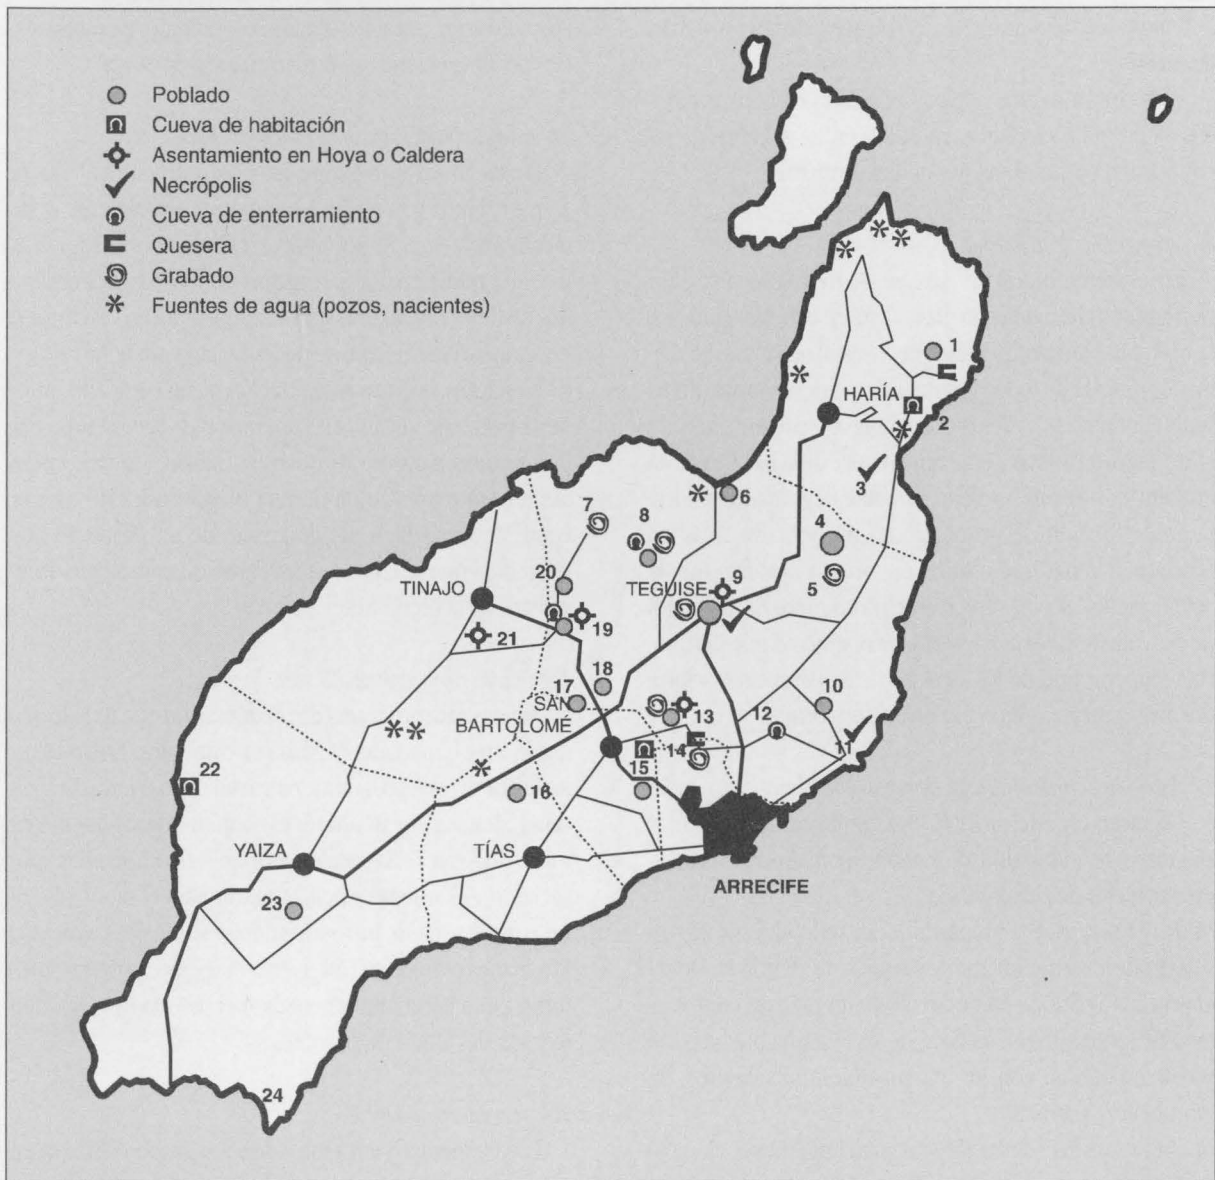 Poblado
Cueva de habitación
Asentamiento en Hoya o Caldera
Necrópolis
Cueva de enterramiento
Quesera
Grabado
Fuentes de agua (pozos, nacientes)
1
HARÍA
2
3
6
7
8
4
5
20
TINAJO
TEGUISE
9
19
21
18
17
SAN
BARTOLOMÉ
10
12
13
11
14
15
22
16
YAIZA
TÍAS
ARRECIFE
23
24